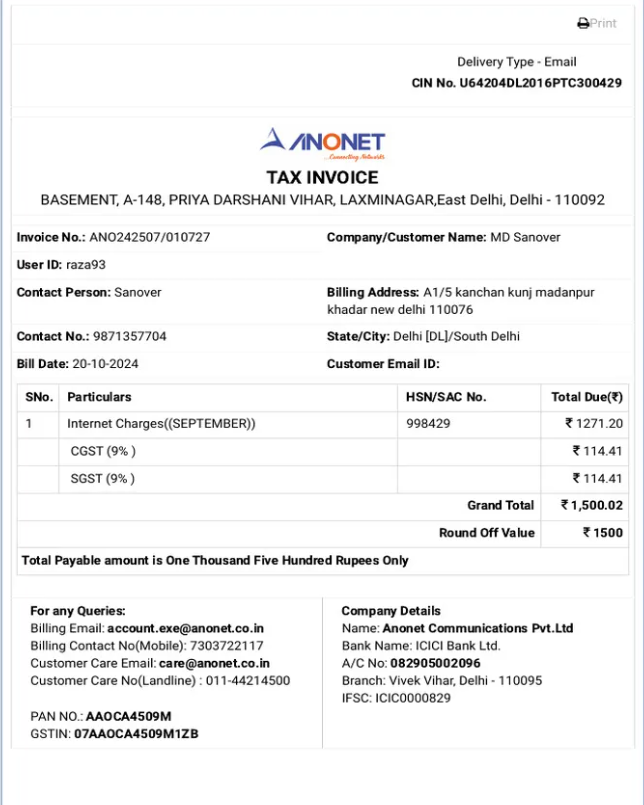 Print
Delivery Type - Email
CIN No. U64204DL2016PTC300429
ANONET
...Connecting Networks
TAX INVOICE
BASEMENT, A-148, PRIYA DARSHANI VIHAR, LAXMINAGAR,East Delhi, Delhi - 110092
Invoice No.: ANO242507/010727 Company/Customer Name: MD Sanover
User ID: raza93
Contact Person: Sanover Billing Address: A1/5 kanchan kunj madanpur
khadar new delhi 110076
Contact No.: 9871357704 State/City: Delhi [DL]/South Delhi
Bill Date: 20-10-2024 Customer Email ID:
SNo. Particulars HSN/SAC No. Total Due(₹)
1 Internet Charges((SEPTEMBER)) 998429 ₹ 1271.20
CGST (9% ) ₹ 114.41
SGST (9% ) ₹ 114.41
Grand Total ₹ 1,500.02
Round Off Value ₹ 1500
Total Payable amount is One Thousand Five Hundred Rupees Only
For any Queries:
Billing Email: account.exe@anonet.co.in
Billing Contact No(Mobile): 7303722117
Customer Care Email: care@anonet.co.in
Customer Care No(Landline) : 011-44214500
PAN NO.: AAOCA4509M
GSTIN: 07AAOCA4509M1ZB
Company Details
Name: Anonet Communications Pvt.Ltd
Bank Name: ICICI Bank Ltd.
A/C No: 082905002096
Branch: Vivek Vihar, Delhi - 110095
IFSC: ICIC0000829